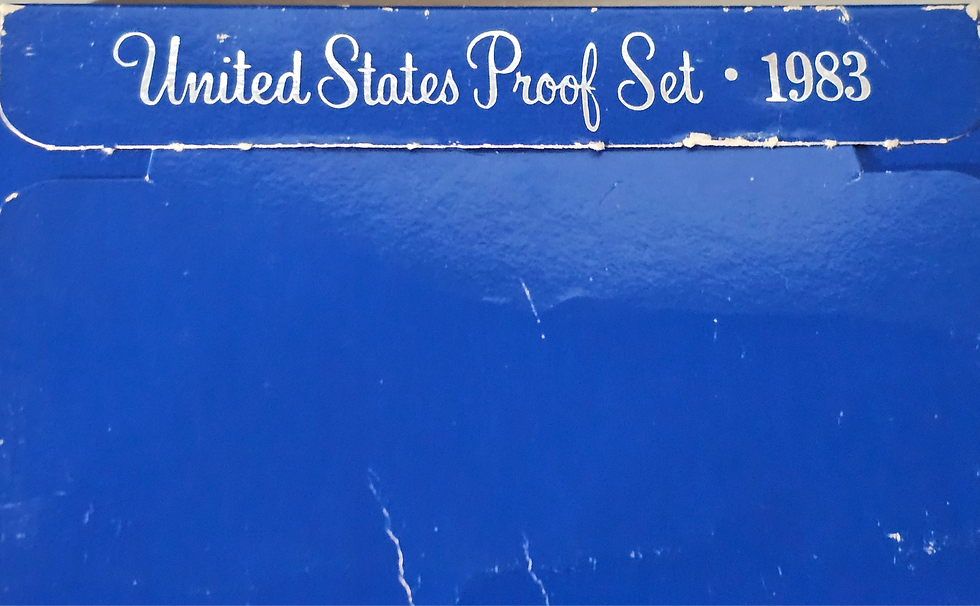 United States Proof Set • 1983